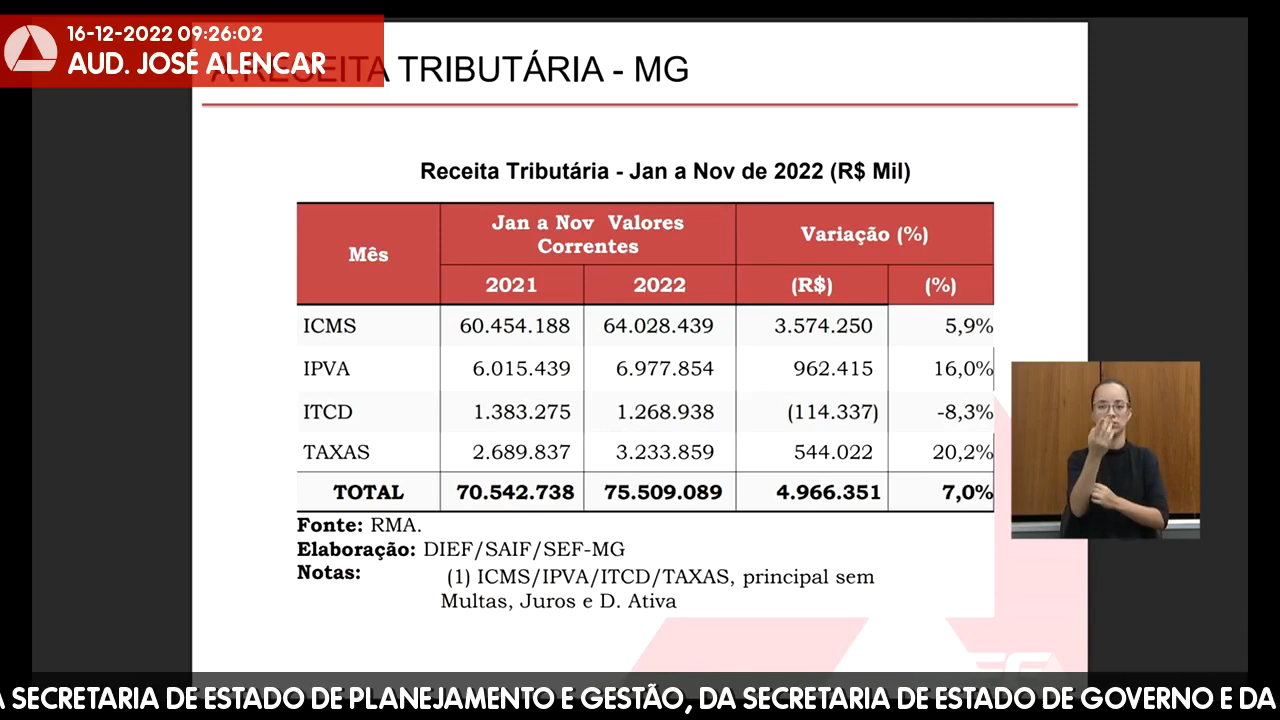 16-12-2022 09:26:02
AUD. JOSÉ ALENCAR
A RECEITA TRIBUTÁRIA - MG
Receita Tributária - Jan a Nov de 2022 (R$ Mil)
Mês
Jan a Nov Valores
Correntes
Variação (%)
2021 2022 (R$) (%)
ICMS 60.454.188 64.028.439 3.574.250 5,9%
IPVA 6.015.439 6.977.854 962.415 16,0%
ITCD 1.383.275 1.268.938 (114.337) -8,3%
TAXAS 2.689.837 3.233.859 544.022 20,2%
TOTAL 70.542.738 75.509.089 4.966.351 7,0%
Fonte: RMA.
Elaboração: DIEF/SAIF/SEF-MG
Notas: (1) ICMS/IPVA/ITCD/TAXAS, principal sem
Multas, Juros e D. Ativa
A SECRETARIA DE ESTADO DE PLANEJAMENTO E GESTÃO, DA SECRETARIA DE ESTADO DE GOVERNO E DA